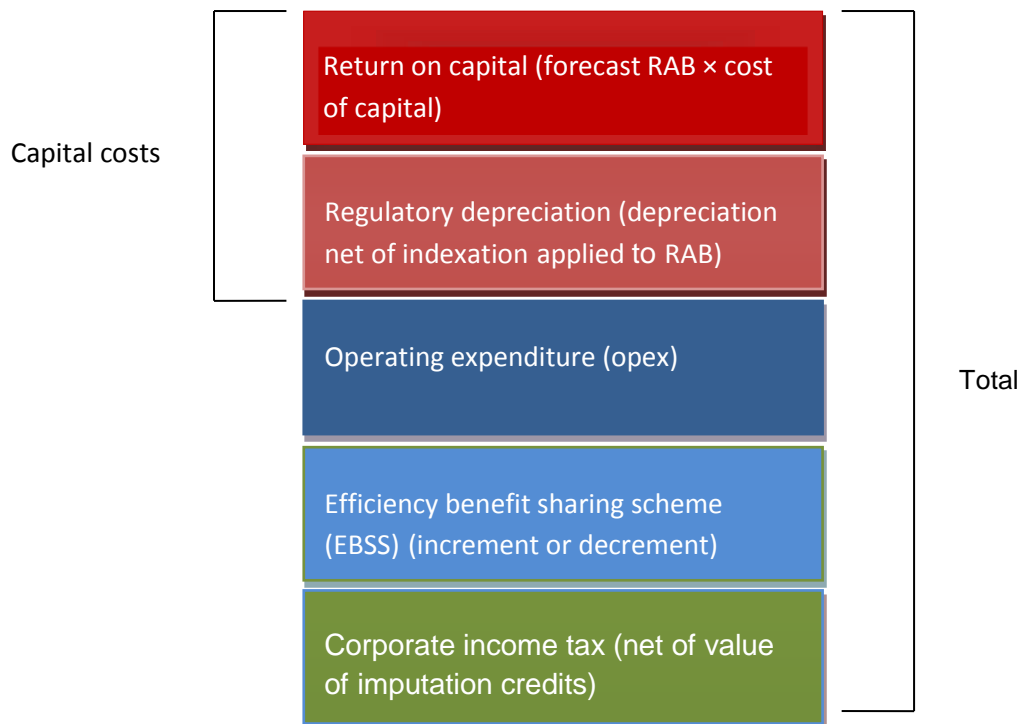 Return on capital (forecast RAB × cost
of capital)
Capital costs
Regulatory depreciation (depreciation
net of indexation applied to RAB)
Operating expenditure (opex)
Total
Efficiency benefit sharing scheme
(EBSS) (increment or decrement)
Corporate income tax (net of value
of imputation credits)